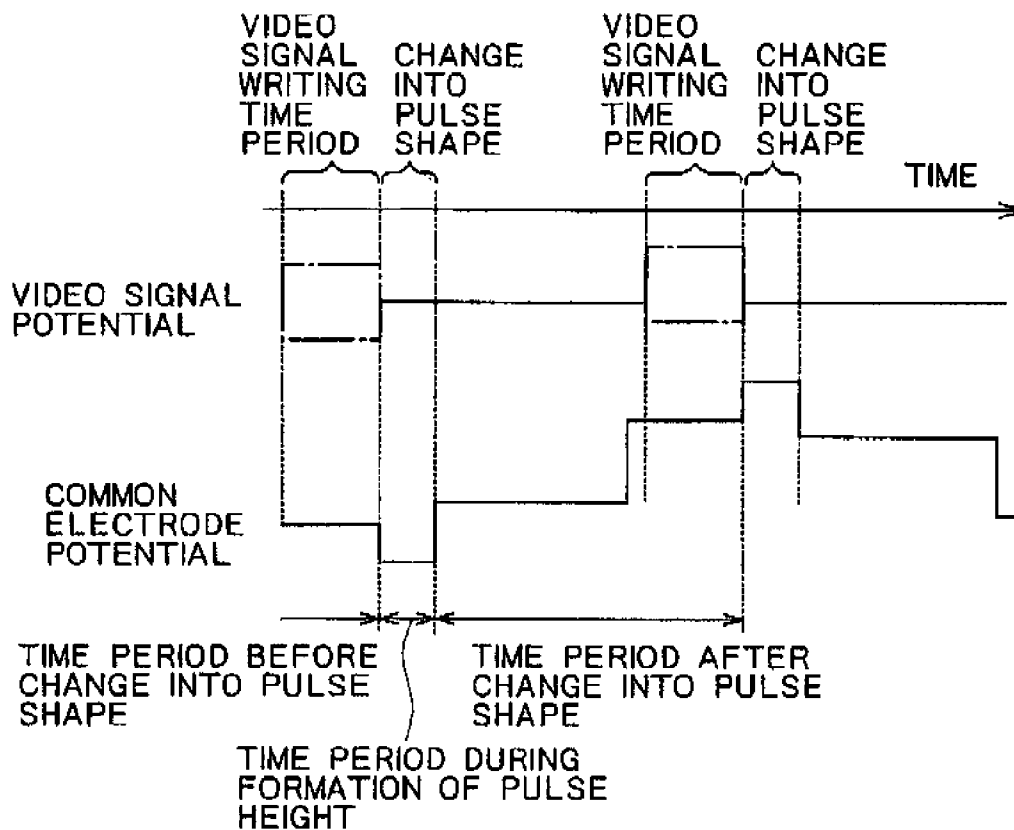 VIDEO
SIGNAL
WRITING
TIME
PERIOD
CHANGE
INTO
PULSE
SHAPE
VIDEO
SIGNAL
WRITING
TIME
PERIOD
CHANGE
INTO
PULSE
SHAPE
TIME
VIDEO SIGNAL
POTENTIAL
COMMON
ELECTRODE
POTENTIAL
TIME PERIOD BEFORE
CHANGE INTO PULSE
SHAPE
TIME PERIOD AFTER
CHANGE INTO PULSE
SHAPE
TIME PERIOD DURING
FORMATION OF PULSE
HEIGHT